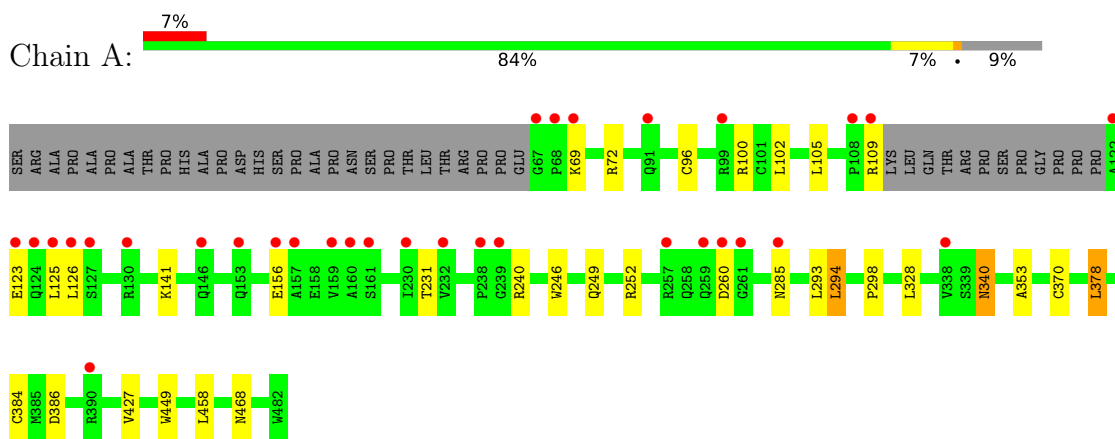 7%
Chain A:
84% 7% • 9%
SER ARG ALA PRO ALA PRO ALA THR PRO HIS ALA PRO ASP HIS SER PRO ALA PRO ASN SER PRO THR LEU THR ARG PRO PRO GLU G67 P68 K69 R72 Q91 C96 R99 R100 C101 L102 L105 P108 R109 LYS LEU GLN THR ARG PRO SER PRO GLY PRO PRO PRO
E123 Q124 L125 L126 S127 R130 K141 Q146 Q153 E156 A157 E158 V159 A160 S161 I230 T231 V232 P238 G239 R240 W246 Q249 R252 R257 Q258 Q259 D260 G261 N285 L293 L294 P298 L328 V338 S339 N340 A353 C370 L378
C384 M385 D386 R390 V427 W449 L458 N468 W482